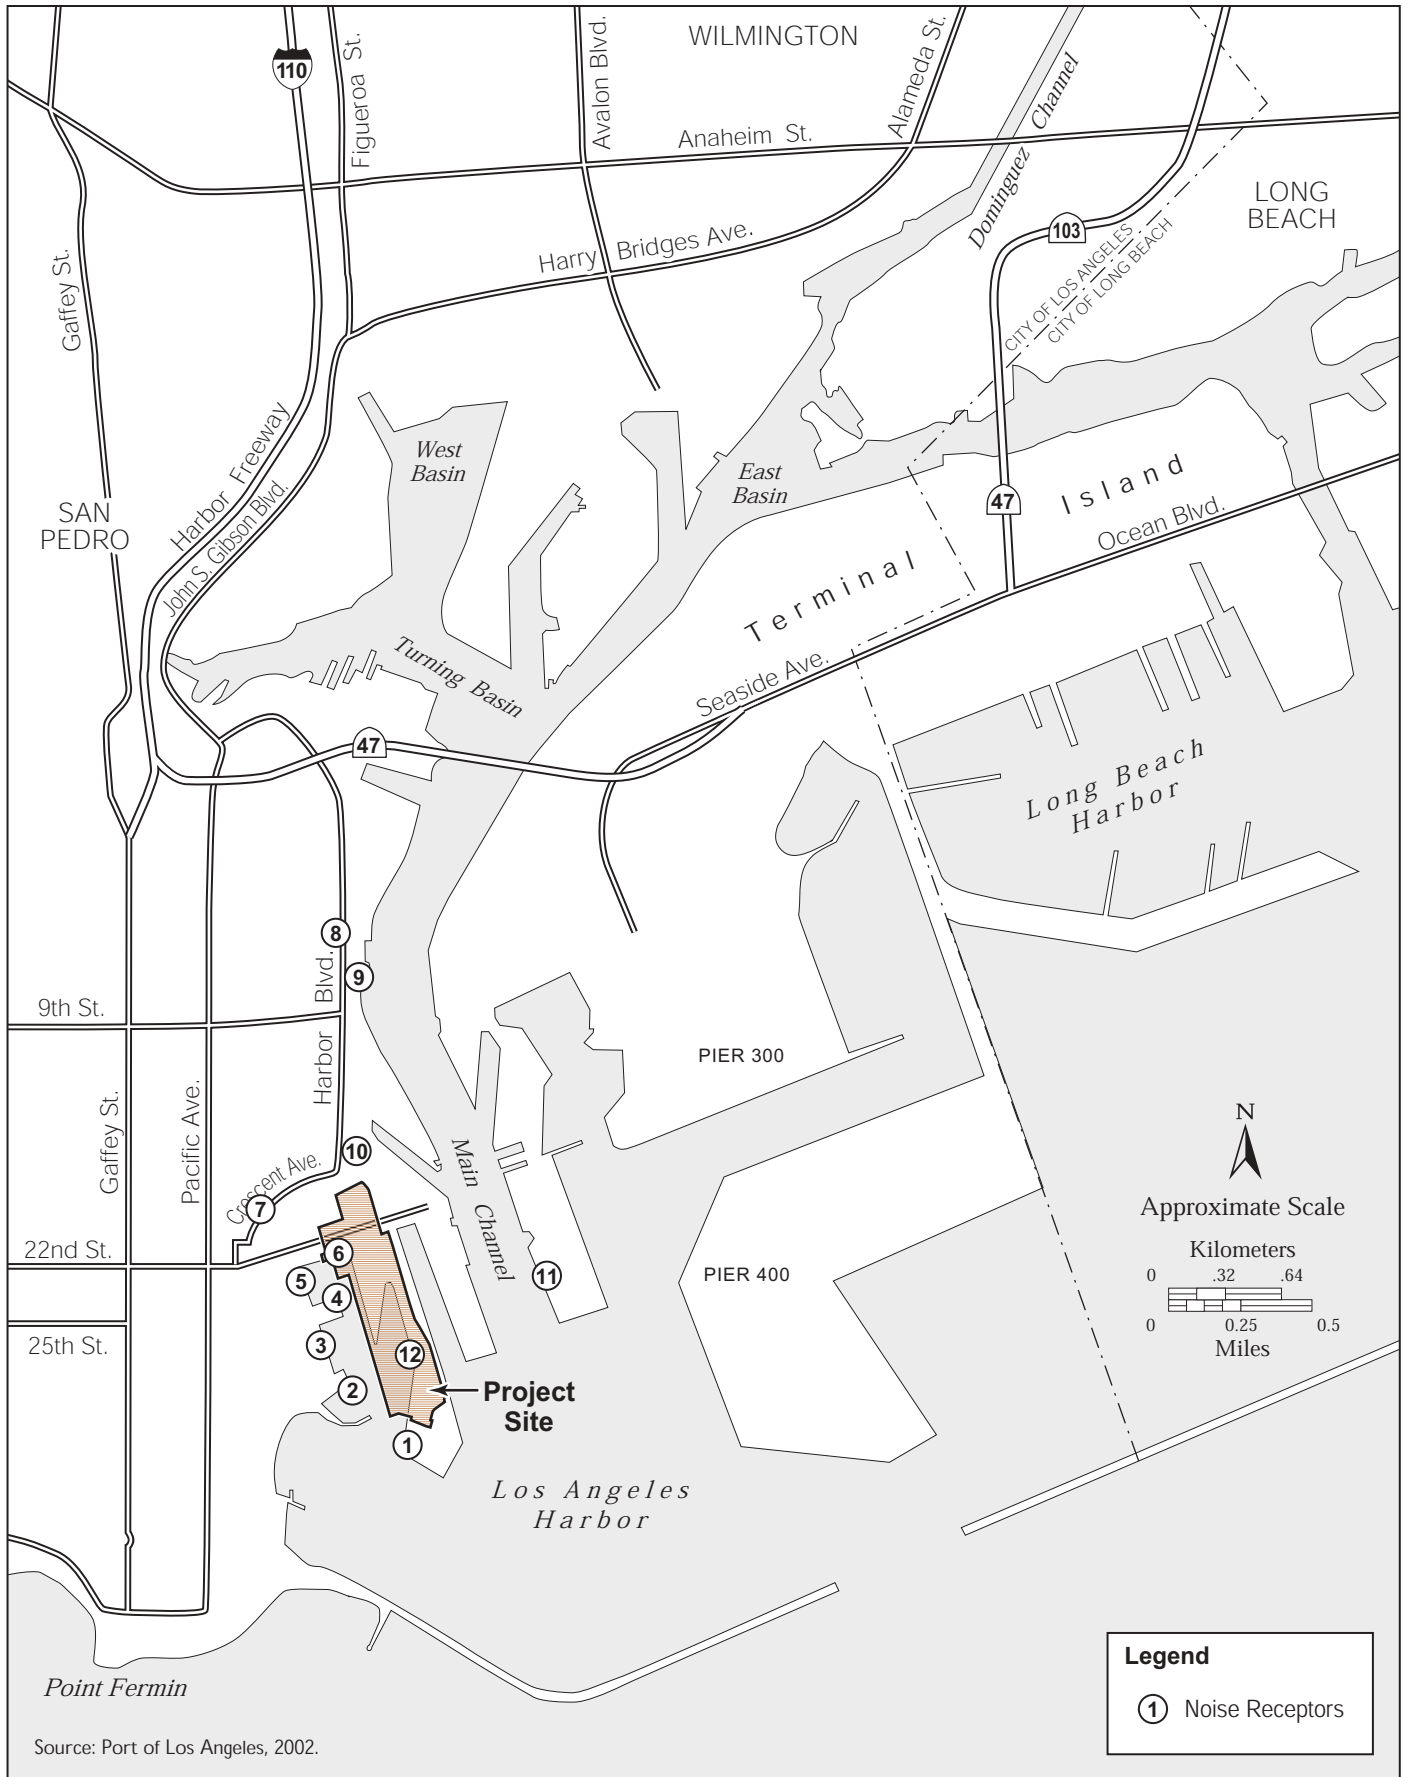 WILMINGTON
110
Figueroa St.
Avalon Blvd.
Alameda St.
Dominguez Channel
Anaheim St.
LONG
BEACH
103
Harry Bridges Ave.
CITY OF LOS ANGELES
CITY OF LONG BEACH
Gaffey St.
Harbor Freeway
John S. Gibson Blvd.
West
Basin
East
Basin
SAN
PEDRO
47
Island
Ocean Blvd.
Terminal
Turning Basin
Seaside Ave.
47
Long Beach
Harbor
8
9
9th St.
Harbor Blvd.
PIER 300
Gaffey St.
Pacific Ave.
Crescent Ave.
10
Main Channel
7
22nd St.
6
5
4
11
PIER 400
N
Approximate Scale
Kilometers
0 .32 .64
0 0.25 0.5
Miles
25th St.
3
12
2
Project
Site
1
Los Angeles
Harbor
Point Fermin
Source: Port of Los Angeles, 2002.
Legend
1 Noise Receptors